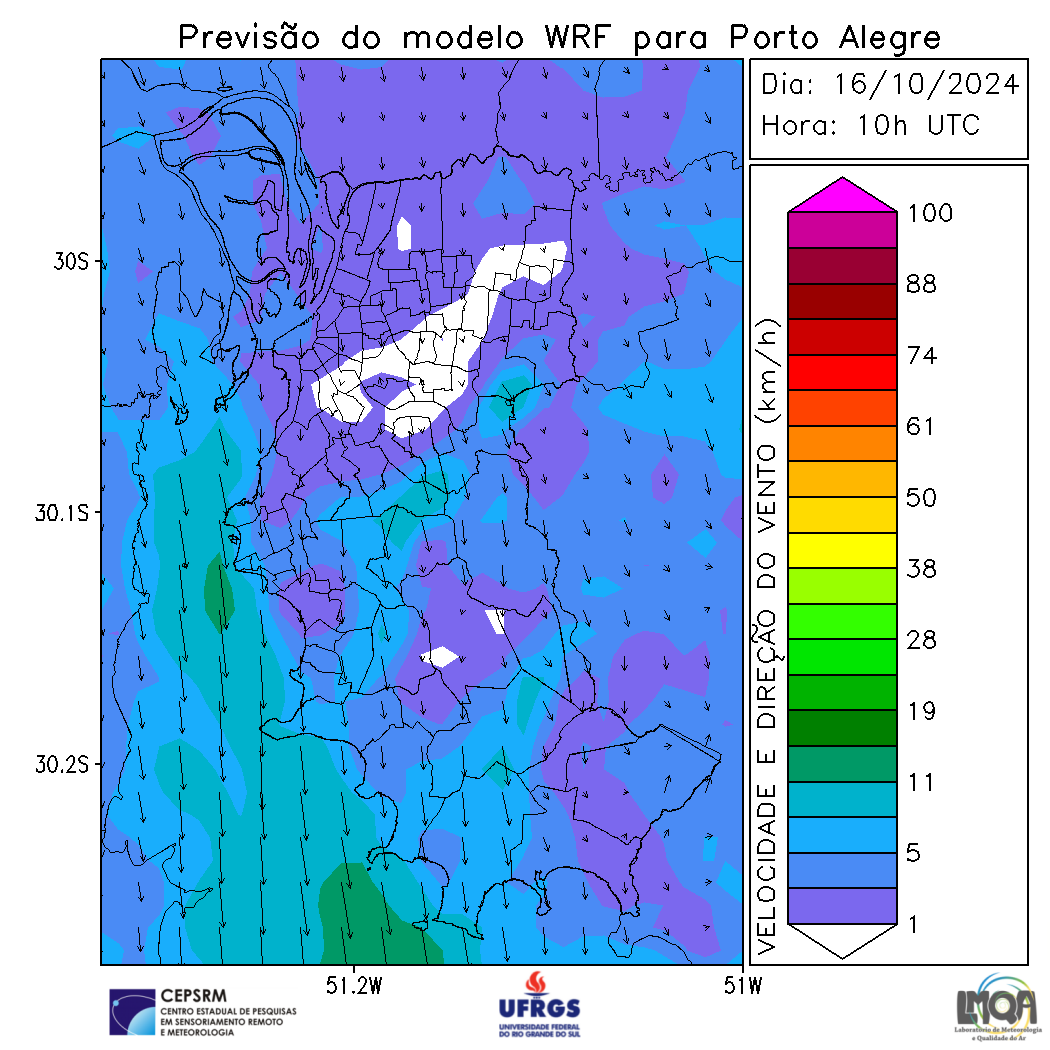 Previsão do modelo WRF para Porto Alegre
Dia: 16/10/2024
Hora: 10h UTC
30S
30.1S
30.2S
51.2W
51W
VELOCIDADE E DIREÇÃO DO VENTO (km/h)
100
88
74
61
50
38
28
19
11
5
1
CEPSRM
CENTRO ESTADUAL DE PESQUISAS
EM SENSORIAMENTO REMOTO
E METEOROLOGIA
UFRGS
UNIVERSIDADE FEDERAL
DO RIO GRANDE DO SUL
LMQA
Laboratório de Meteorologia
e Qualidade do Ar